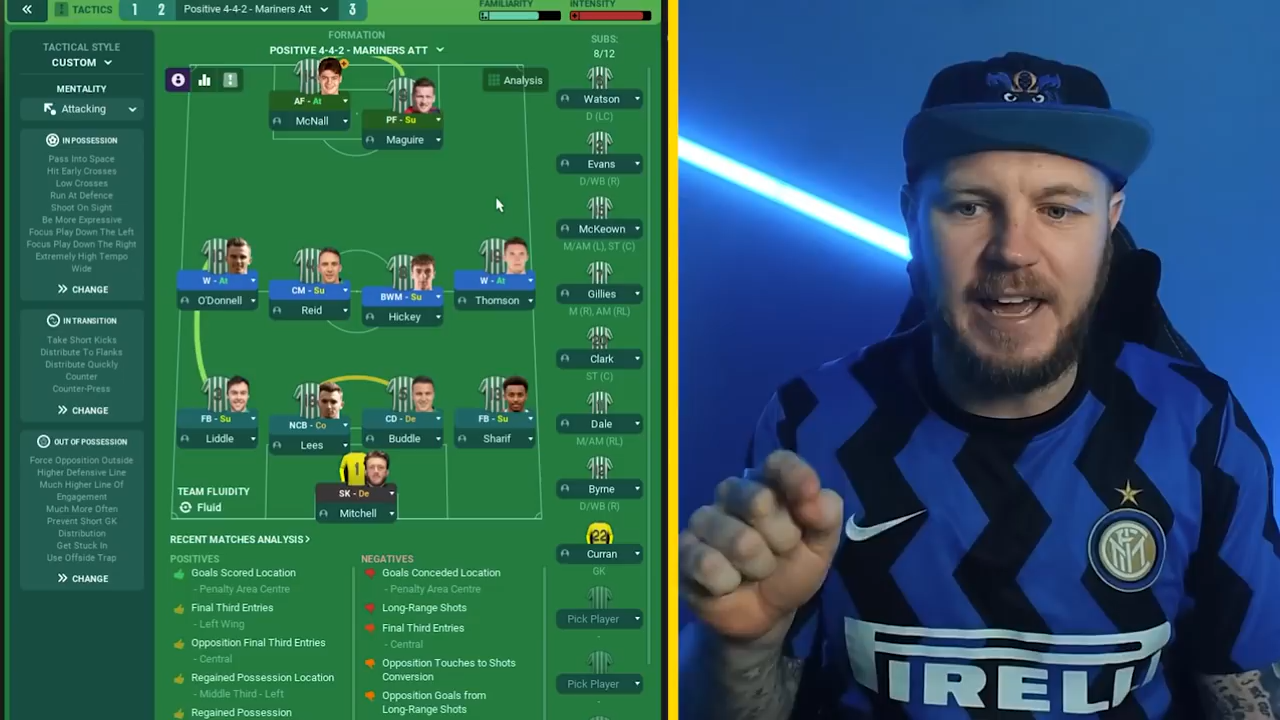 TACTICS
1
2
Positive 4-4-2 - Mariners Att
3
FAMILIARITY
INTENSITY
TACTICAL STYLE
CUSTOM
MENTALITY
Attacking
IN POSSESSION
Pass Into Space
Hit Early Crosses
Low Crosses
Run At Defence
Shoot On Sight
Be More Expressive
Focus Play Down The Left
Focus Play Down The Right
Extremely High Tempo
Wide
CHANGE
IN TRANSITION
Take Short Kicks
Distribute To Flanks
Distribute Quickly
Counter
Counter-Press
CHANGE
OUT OF POSSESSION
Force Opposition Outside
Higher Defensive Line
Much Higher Line Of
Engagement
Much More Often
Prevent Short GK
Distribution
Get Stuck In
Use Offside Trap
CHANGE
FORMATION
POSITIVE 4-4-2 - MARINERS ATT
Analysis
AF - At
McNall
PF - Su
Maguire
W - At
O'Donnell
CM - Su
Reid
BWM - Su
Hickey
W - At
Thomson
FB - Su
Liddle
NCB - Co
Lees
CD - De
Buddle
FB - Su
Sharif
1
SK - De
Mitchell
TEAM FLUIDITY
Fluid
RECENT MATCHES ANALYSIS
POSITIVES
Goals Scored Location
- Penalty Area Centre
Final Third Entries
- Left Wing
Opposition Final Third Entries
- Central
Regained Possession Location
- Middle Third - Left
Regained Possession
NEGATIVES
Goals Conceded Location
- Penalty Area Centre
Long-Range Shots
Final Third Entries
- Central
Opposition Touches to Shots
Conversion
Opposition Goals from
Long-Range Shots
SUBS:
8/12
Watson
D (LC)
Evans
D/WB (R)
McKeown
M/AM (L), ST (C)
Gillies
M (R), AM (RL)
Clark
ST (C)
Dale
M/AM (RL)
Byrne
D/WB (R)
22
Curran
GK
Pick Player
-
Pick Player
-
IRELLI